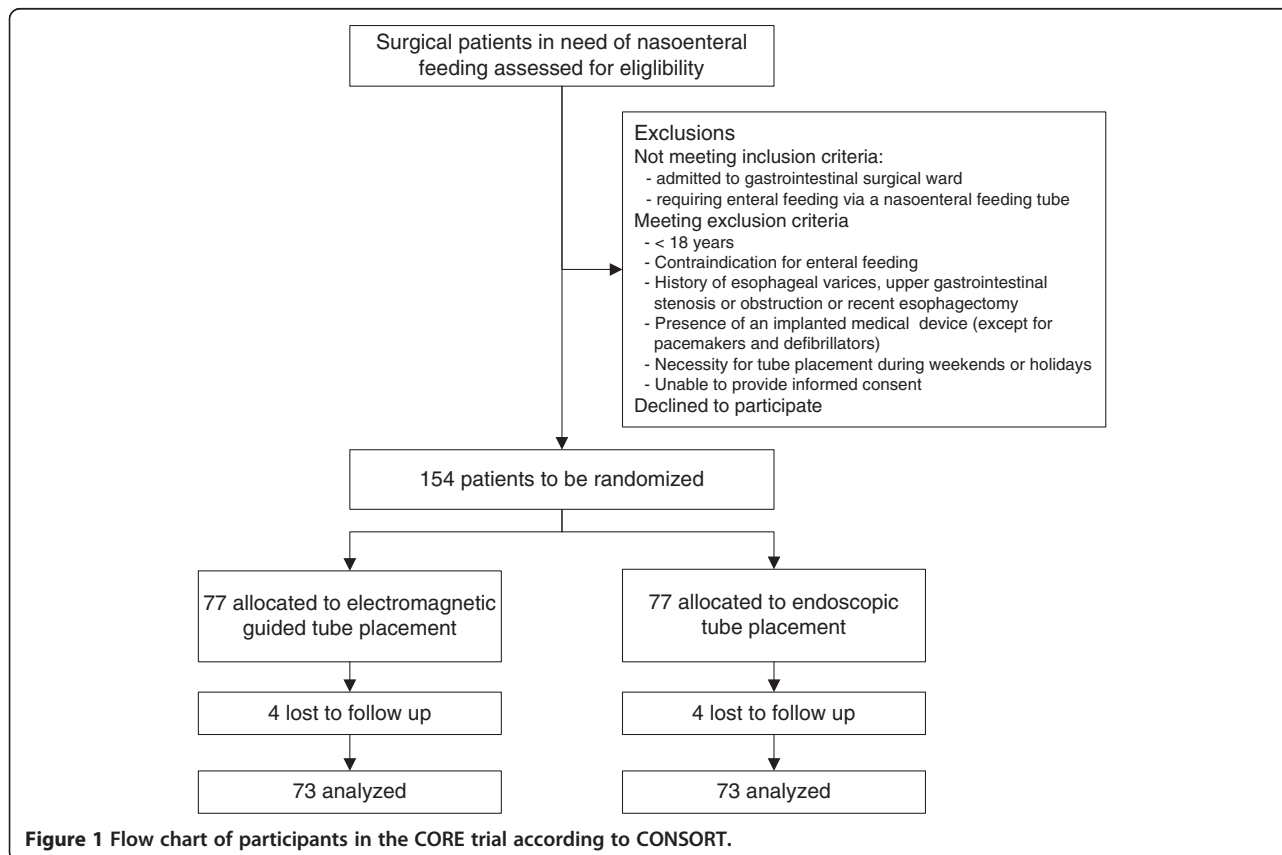 Surgical patients in need of nasoenteral
feeding assessed for eliglibility
Exclusions
Not meeting inclusion criteria:
- admitted to gastrointestinal surgical ward
- requiring enteral feeding via a nasoenteral feeding tube
Meeting exclusion criteria
- < 18 years
- Contraindication for enteral feeding
- History of esophageal varices, upper gastrointestinal
stenosis or obstruction or recent esophagectomy
- Presence of an implanted medical device (except for
pacemakers and defibrillators)
- Necessity for tube placement during weekends or holidays
- Unable to provide informed consent
Declined to participate
154 patients to be randomized
77 allocated to electromagnetic
guided tube placement
77 allocated to endoscopic
tube placement
4 lost to follow up
4 lost to follow up
73 analyzed
73 analyzed
Figure 1 Flow chart of participants in the CORE trial according to CONSORT.